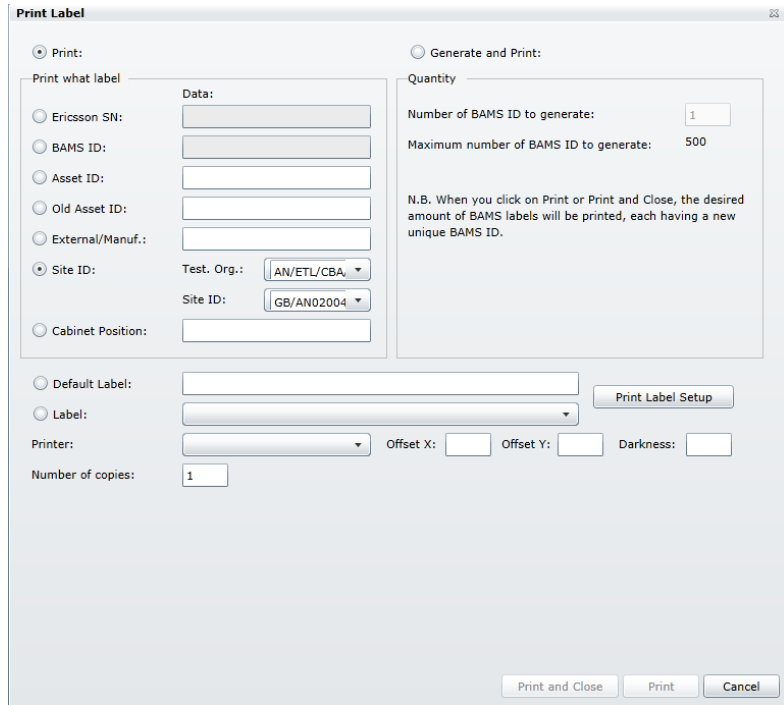 Print Label
Print:
Generate and Print:
Print what label
Data:
Ericsson SN:
BAMS ID:
Asset ID:
Old Asset ID:
External/Manuf.:
Site ID: Test. Org.: AN/ETL/CBA
Site ID: GB/AN02004
Cabinet Position:
Quantity
Number of BAMS ID to generate: 1
Maximum number of BAMS ID to generate: 500
N.B. When you click on Print or Print and Close, the desired
amount of BAMS labels will be printed, each having a new
unique BAMS ID.
Default Label:
Print Label Setup
Label:
Printer: Offset X: Offset Y: Darkness:
Number of copies: 1
Print and Close Print Cancel